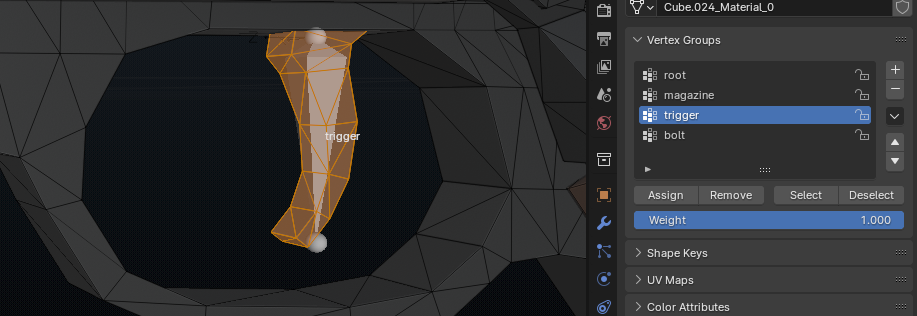 Cube.024_Material_0
Vertex Groups
root
magazine
trigger
bolt
trigger
Assign Remove Select Deselect
Weight 1.000
Shape Keys
UV Maps
Color Attributes